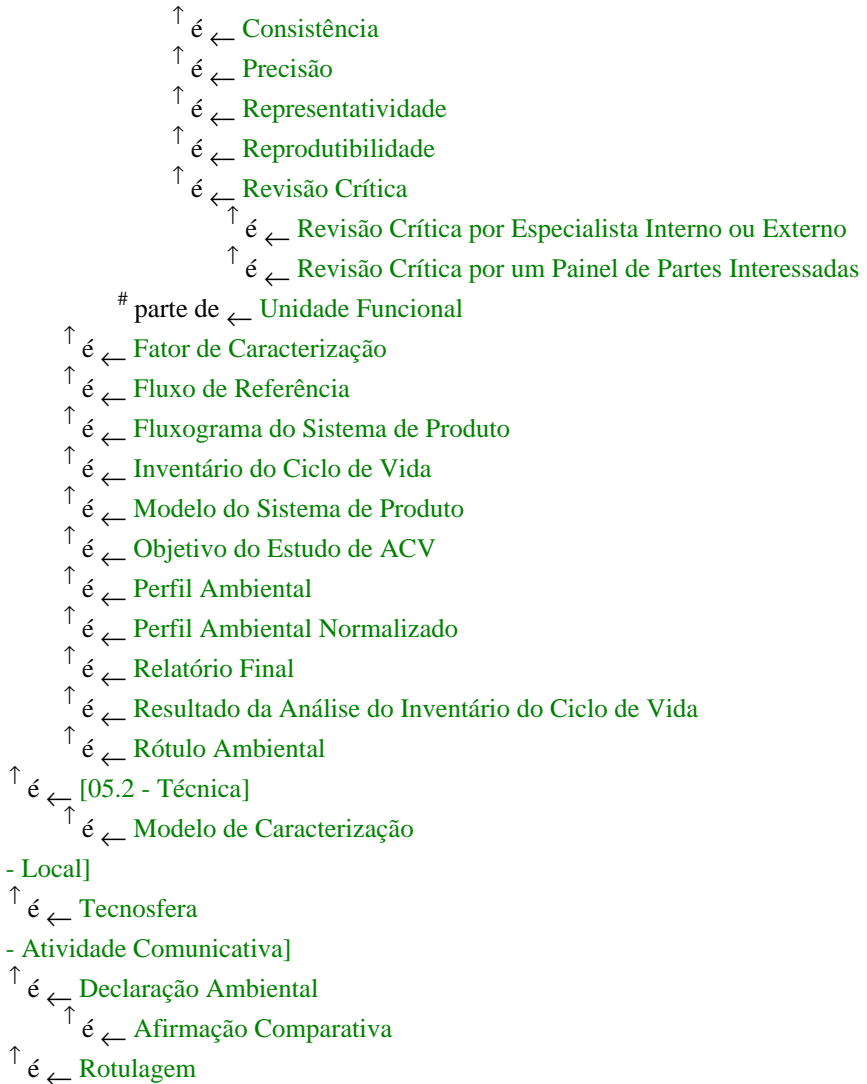 ↑ é ← Consistência
↑ é ← Precisão
↑ é ← Representatividade
↑ é ← Reprodutibilidade
↑ é ← Revisão Crítica
↑ é ← Revisão Crítica por Especialista Interno ou Externo
↑ é ← Revisão Crítica por um Painel de Partes Interessadas
# parte de ← Unidade Funcional
↑ é ← Fator de Caracterização
↑ é ← Fluxo de Referência
↑ é ← Fluxograma do Sistema de Produto
↑ é ← Inventário do Ciclo de Vida
↑ é ← Modelo do Sistema de Produto
↑ é ← Objetivo do Estudo de ACV
↑ é ← Perfil Ambiental
↑ é ← Perfil Ambiental Normalizado
↑ é ← Relatório Final
↑ é ← Resultado da Análise do Inventário do Ciclo de Vida
↑ é ← Rótulo Ambiental
↑ é ← [05.2 - Técnica]
↑ é ← Modelo de Caracterização
- Local]
↑ é ← Tecnosfera
- Atividade Comunicativa]
↑ é ← Declaração Ambiental
↑ é ← Afirmação Comparativa
↑ é ← Rotulagem